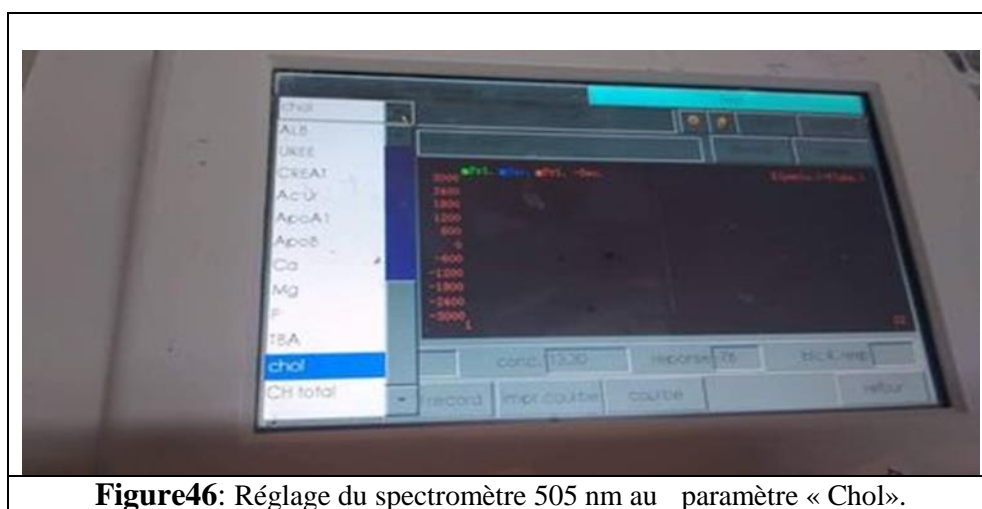 chol
ALB
UREE
CREAT
Ac Ur
ApoA1
ApoB
Ca
Mg
P
TBA
chol
CH total
3000
2400
1800
1200
600
0
-600
-1200
-1800
-2400
-3000
conc.
reponse 78
record.
impr.courbe
courbe
retour
Figure46: Réglage du spectromètre 505 nm au paramètre « Chol».